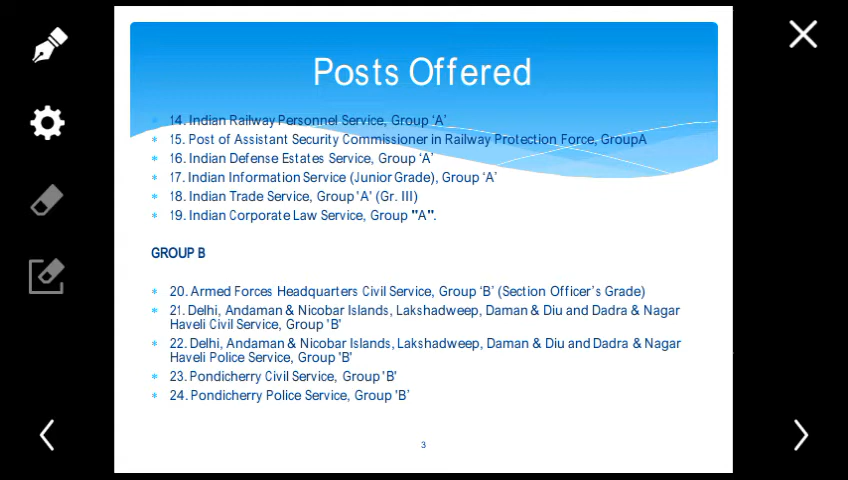 Posts Offered
* 14. Indian Railway Personnel Service, Group ‘A’
* 15. Post of Assistant Security Commissioner in Railway Protection Force, GroupA
* 16. Indian Defense Estates Service, Group ‘A’
* 17. Indian Information Service (Junior Grade), Group ‘A’
* 18. Indian Trade Service, Group 'A' (Gr. III)
* 19. Indian Corporate Law Service, Group "A".
GROUP B
* 20. Armed Forces Headquarters Civil Service, Group ‘B’ (Section Officer’s Grade)
* 21. Delhi, Andaman & Nicobar Islands, Lakshadweep, Daman & Diu and Dadra & Nagar
Haveli Civil Service, Group 'B'
* 22. Delhi, Andaman & Nicobar Islands, Lakshadweep, Daman & Diu and Dadra & Nagar
Haveli Police Service, Group 'B'
* 23. Pondicherry Civil Service, Group 'B'
* 24. Pondicherry Police Service, Group ‘B’
3